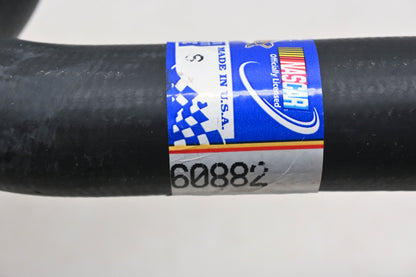 MADE IN U.S.A.
S
NASCAR
Officially Licensed
60882